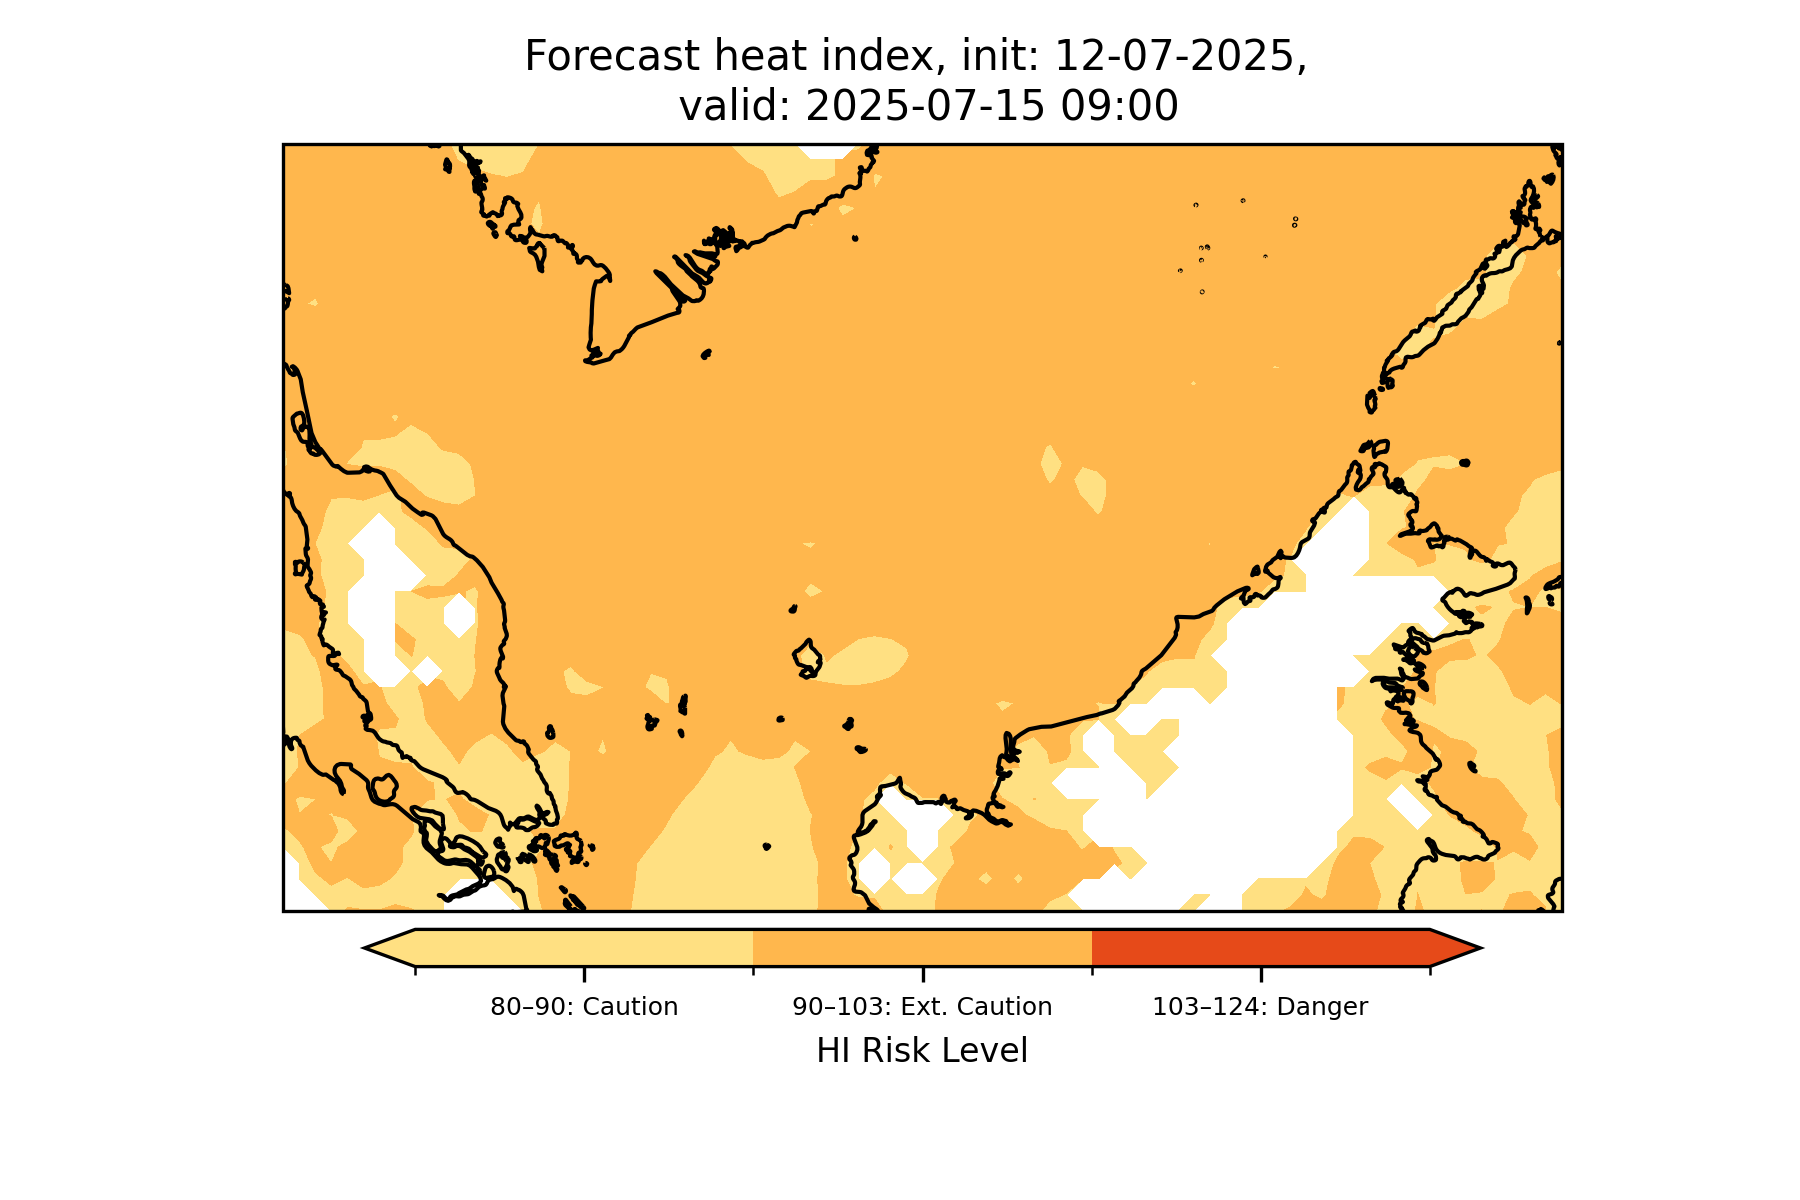 Forecast heat index, init: 12-07-2025,
valid: 2025-07-15 09:00
80–90: Caution
90–103: Ext. Caution
103–124: Danger
HI Risk Level